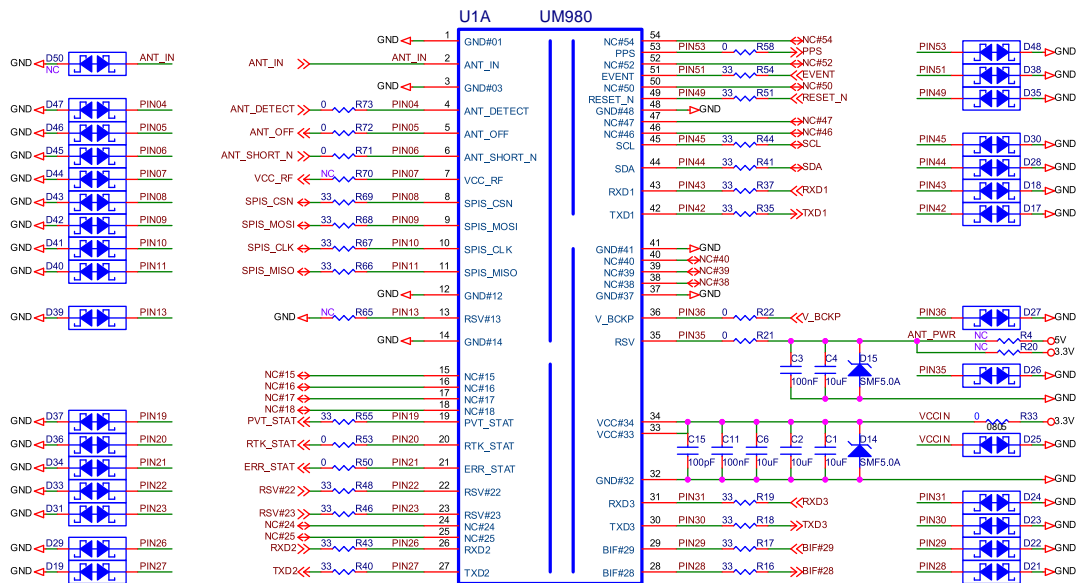 U1A UM980
GND 1 GND#01 NC#54 54 NC#54
GND D50 NC ANT_IN ANT_IN ANT_IN 2 ANT_IN PPS 53 PIN53 0 R58 PPS PIN53 D48 GND
NC#52 52 NC#52
GND 3 GND#03 EVENT 51 PIN51 33 R54 EVENT PIN51 D38 GND
NC#50 50 NC#50
GND D47 PIN04 ANT_DETECT 0 R73 PIN04 4 ANT_DETECT RESET_N 49 PIN49 33 R51 RESET_N PIN49 D35 GND
GND#48 48 GND
GND D46 PIN05 ANT_OFF 0 R72 PIN05 5 ANT_OFF NC#47 47 NC#47
NC#46 46 NC#46
GND D45 PIN06 ANT_SHORT_N 0 R71 PIN06 6 ANT_SHORT_N SCL 45 PIN45 33 R44 SCL PIN45 D30 GND
GND D44 PIN07 VCC_RF NC R70 PIN07 7 VCC_RF SDA 44 PIN44 33 R41 SDA PIN44 D28 GND
GND D43 PIN08 SPIS_CSN 33 R69 PIN08 8 SPIS_CSN RXD1 43 PIN43 33 R37 RXD1 PIN43 D18 GND
GND D42 PIN09 SPIS_MOSI 33 R68 PIN09 9 SPIS_MOSI TXD1 42 PIN42 33 R35 TXD1 PIN42 D17 GND
GND D41 PIN10 SPIS_CLK 33 R67 PIN10 10 SPIS_CLK GND#41 41 GND
NC#40 40 NC#40
GND D40 PIN11 SPIS_MISO 33 R66 PIN11 11 SPIS_MISO NC#39 39 NC#39
NC#38 38 NC#38
GND 12 GND#12 GND#37 37 GND
GND D39 PIN13 GND NC R65 PIN13 13 RSV#13 V_BCKP 36 PIN36 0 R22 V_BCKP PIN36 D27 GND
GND 14 GND#14 RSV 35 PIN35 0 R21 ANT_PWR NC R4 5V
NC R20 3.3V
C3 100nF C4 10uF D15 SMF5.0A
NC#15 15 NC#15 PIN35 D26 GND
NC#16 16 NC#16
NC#17 17 NC#17 GND
NC#18 18 NC#18
GND D37 PIN19 PVT_STAT 33 R55 PIN19 19 PVT_STAT VCC#34 34 VCCIN 0 R33 3.3V
0805
VCC#33 33
GND D36 PIN20 RTK_STAT 0 R53 PIN20 20 RTK_STAT C15 100pF C11 100nF C6 10uF C2 10uF C1 10uF D14 SMF5.0A VCCIN D25 GND
GND D34 PIN21 ERR_STAT 0 R50 PIN21 21 ERR_STAT GND#32 32 GND
GND D33 PIN22 RSV#22 33 R48 PIN22 22 RSV#22 RXD3 31 PIN31 33 R19 RXD3 PIN31 D24 GND
GND D31 PIN23 RSV#23 33 R46 PIN23 23 RSV#23 TXD3 30 PIN30 33 R18 TXD3 PIN30 D23 GND
NC#24 24 NC#24
NC#25 25 NC#25
GND D29 PIN26 RXD2 33 R43 PIN26 26 RXD2 BIF#29 29 PIN29 33 R17 BIF#29 PIN29 D22 GND
GND D19 PIN27 TXD2 33 R40 PIN27 27 TXD2 BIF#28 28 PIN28 33 R16 BIF#28 PIN28 D21 GND